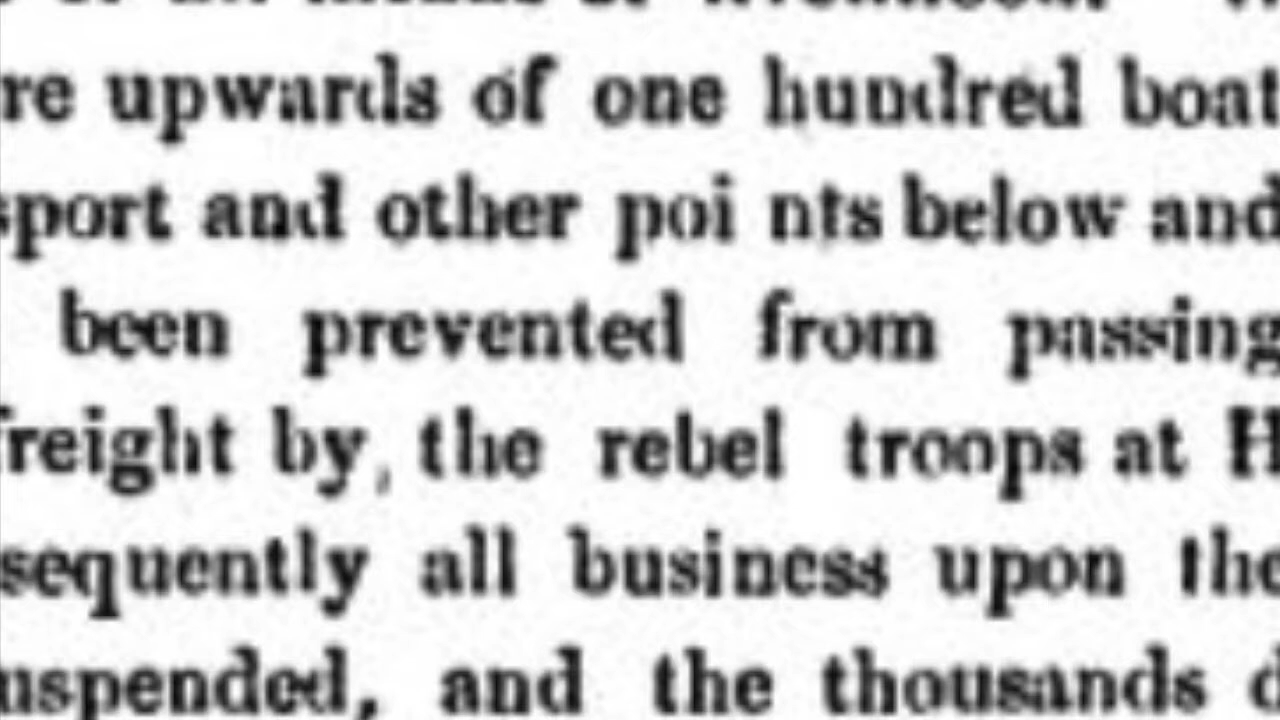 re upwards of one hundred boat
sport and other poi nts below and
been prevented from passing
freight by, the rebel troops at H
sequently all business upon the
uspended, and the thousands d